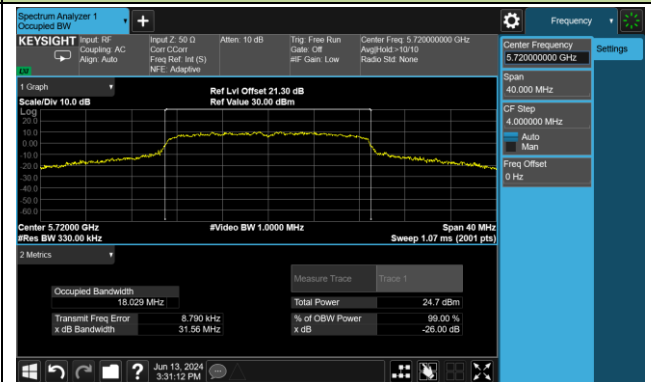 Spectrum Analyzer 1
Occupied BW
Frequency
KEYSIGHT
Input: RF
Coupling: AC
Align: Auto
Input Z: 50 Ω
Corr CCorr
Freq Ref: Int (S)
NFE: Adaptive
Atten: 10 dB
Trig: Free Run
Gate: Off
#IF Gain: Low
Center Freq: 5.720000000 GHz
Avg|Hold:>10/10
Radio Std: None
Center Frequency
5.720000000 GHz
Settings
Span
40.000 MHz
CF Step
4.000000 MHz
Auto
Man
Freq Offset
0 Hz
1 Graph
Scale/Div 10.0 dB
Ref Lvl Offset 21.30 dB
Ref Value 30.00 dBm
Log
20.0
10.0
0.00
-10.0
-20.0
-30.0
-40.0
-50.0
-60.0
Center 5.72000 GHz
#Res BW 330.00 kHz
#Video BW 1.0000 MHz
Span 40 MHz
Sweep 1.07 ms (2001 pts)
2 Metrics
Measure Trace
Trace 1
Occupied Bandwidth
18.029 MHz
Total Power
24.7 dBm
Transmit Freq Error
8.790 kHz
% of OBW Power
99.00 %
x dB Bandwidth
31.56 MHz
x dB
-26.00 dB
Jun 13, 2024
3:31:12 PM